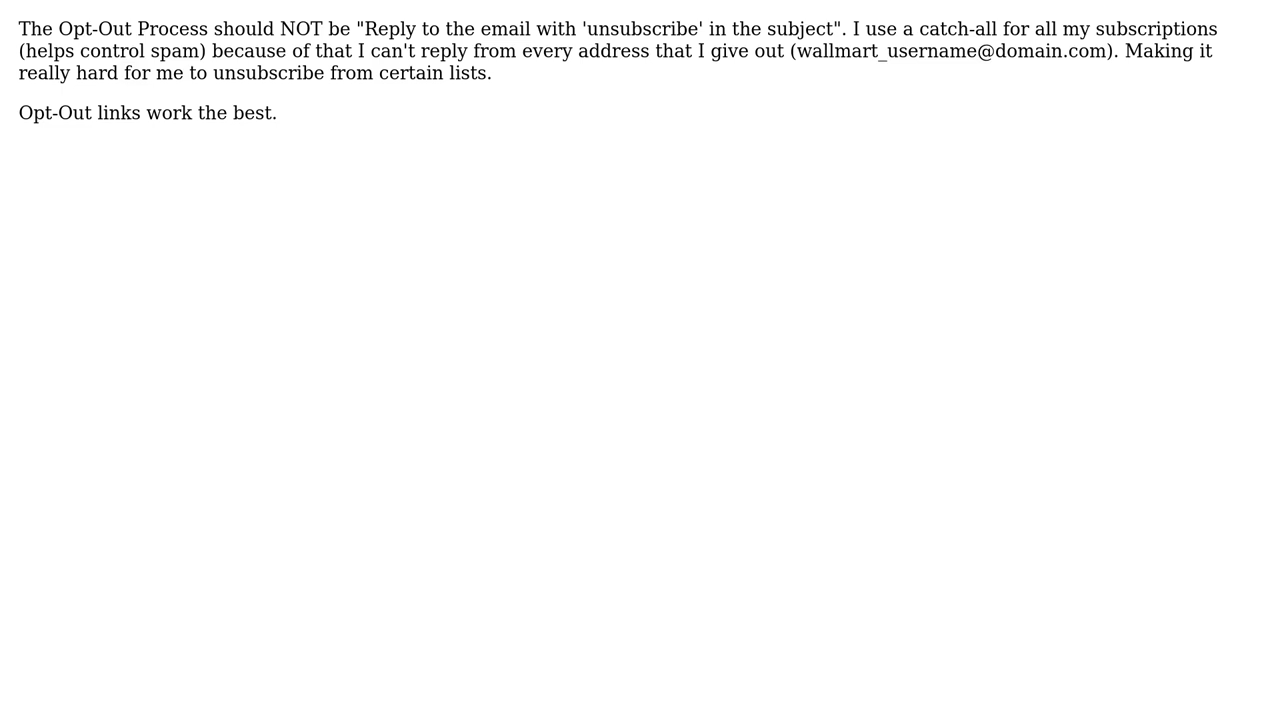 The Opt-Out Process should NOT be "Reply to the email with 'unsubscribe' in the subject". I use a catch-all for all my subscriptions
(helps control spam) because of that I can't reply from every address that I give out (wallmart_username@domain.com). Making it
really hard for me to unsubscribe from certain lists.
Opt-Out links work the best.